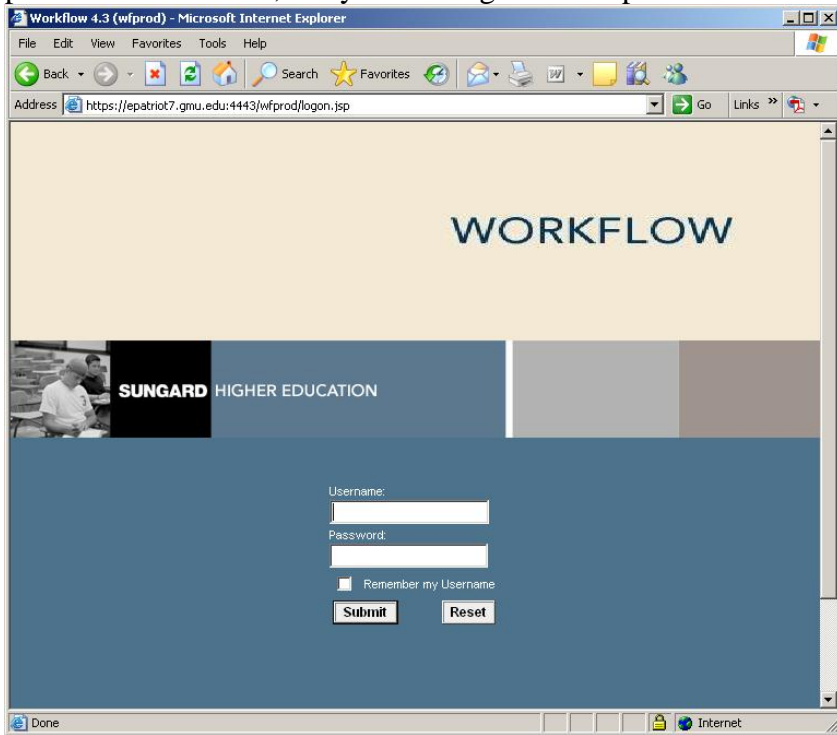 Workflow 4.3 (wfprod) - Microsoft Internet Explorer
File Edit View Favorites Tools Help
Back Search Favorites
Address https://epatriot7.gmu.edu:4443/wfprod/logon.jsp Go Links »
WORKFLOW
SUNGARD HIGHER EDUCATION
Username:
Password:
Remember my Username
Submit Reset
Done Internet